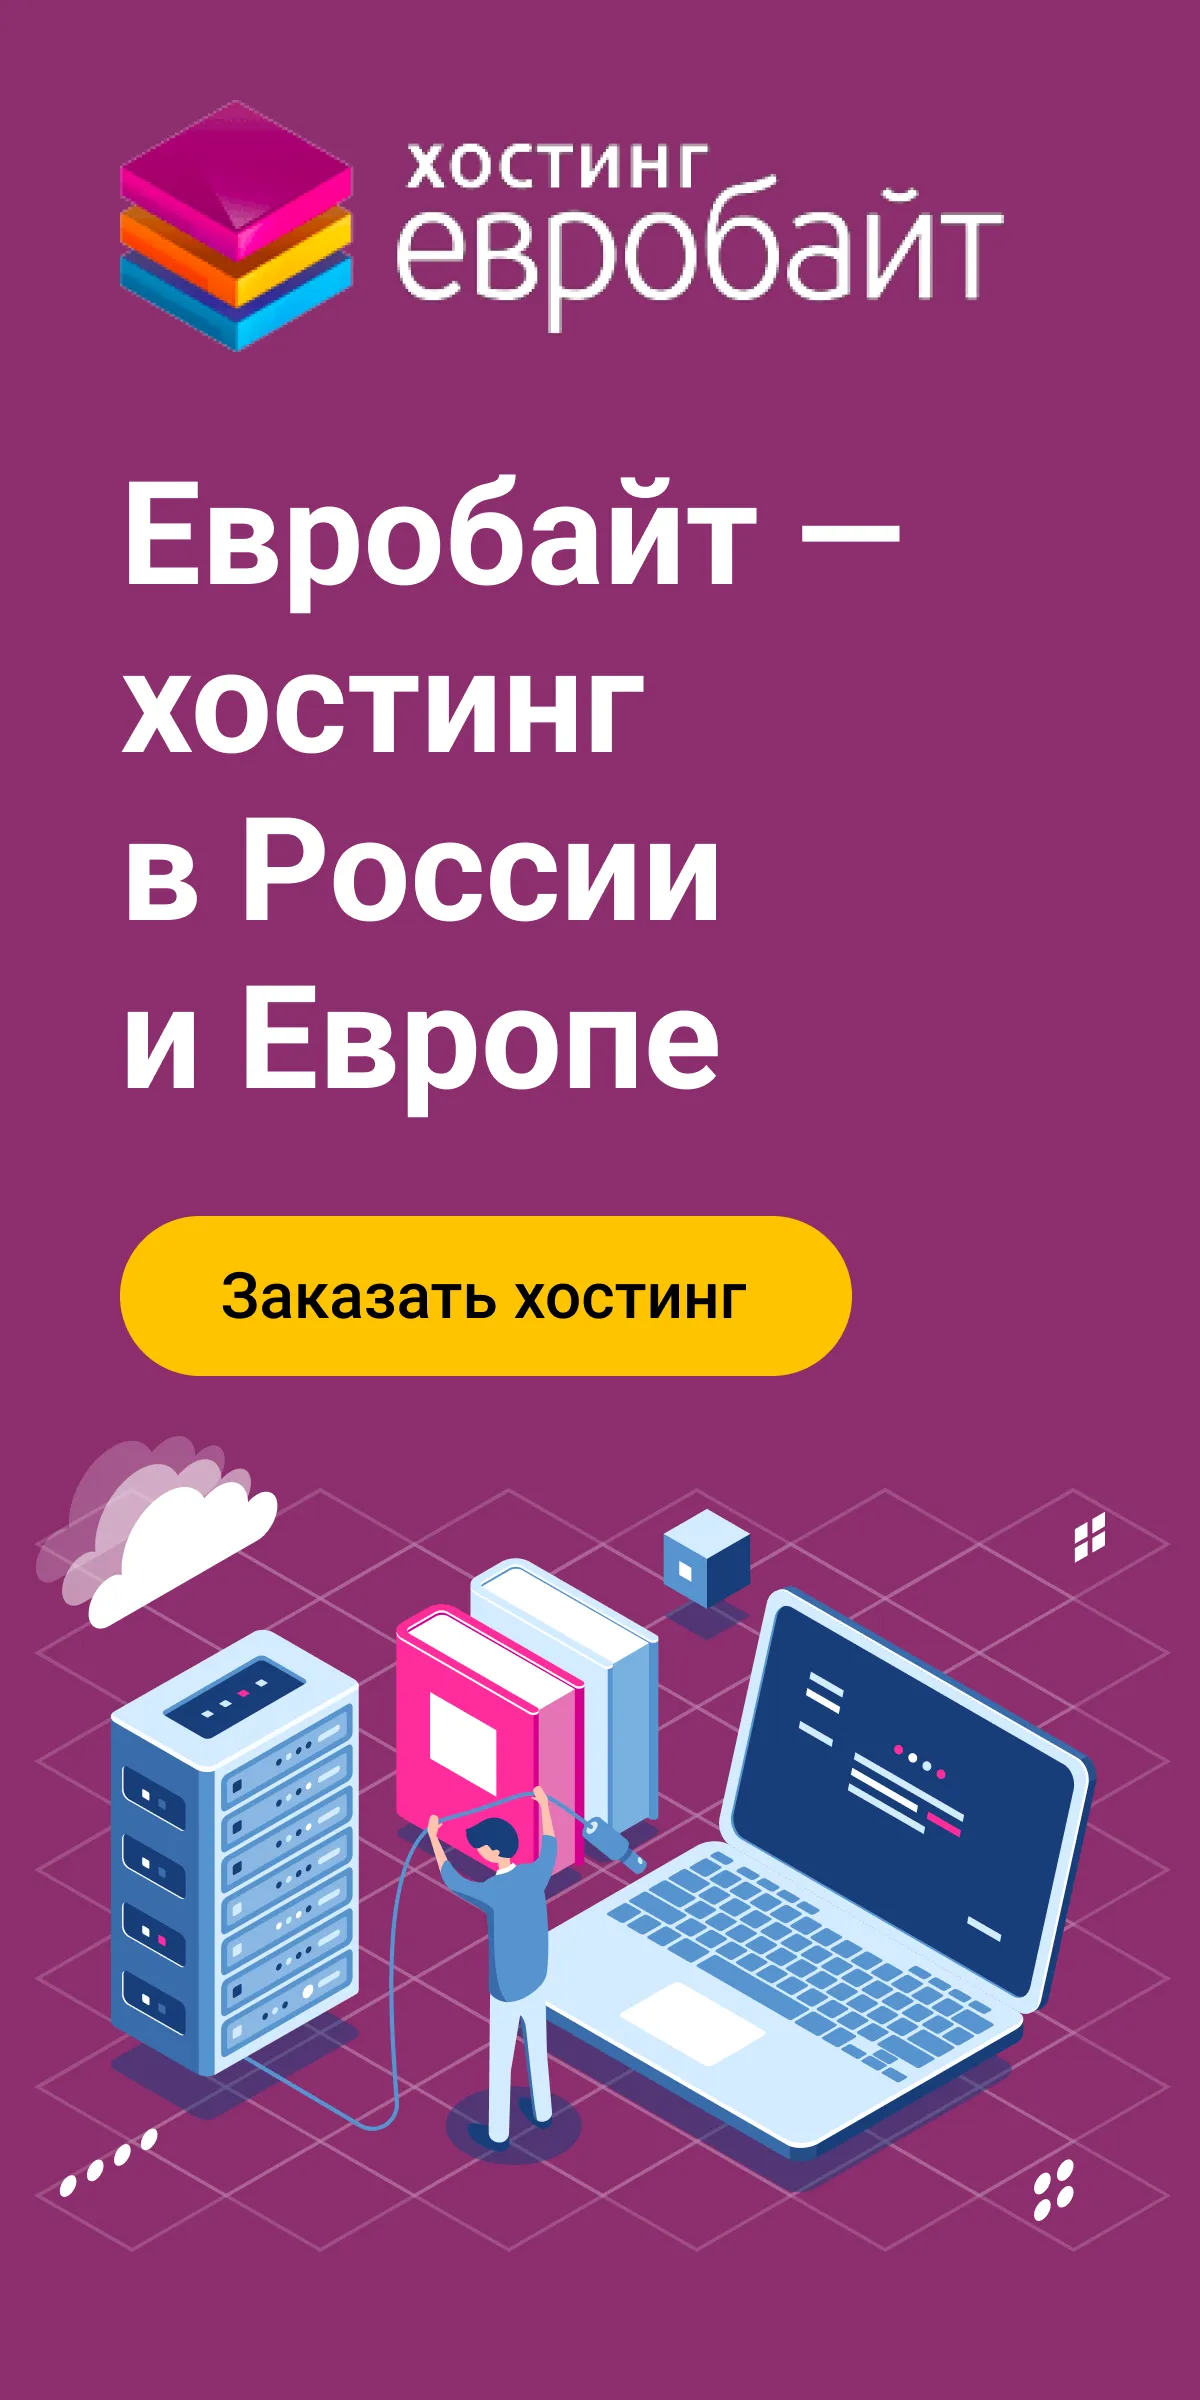 хостинг
евробайт
Евробайт —
хостинг
в России
и Европе
Заказать хостинг